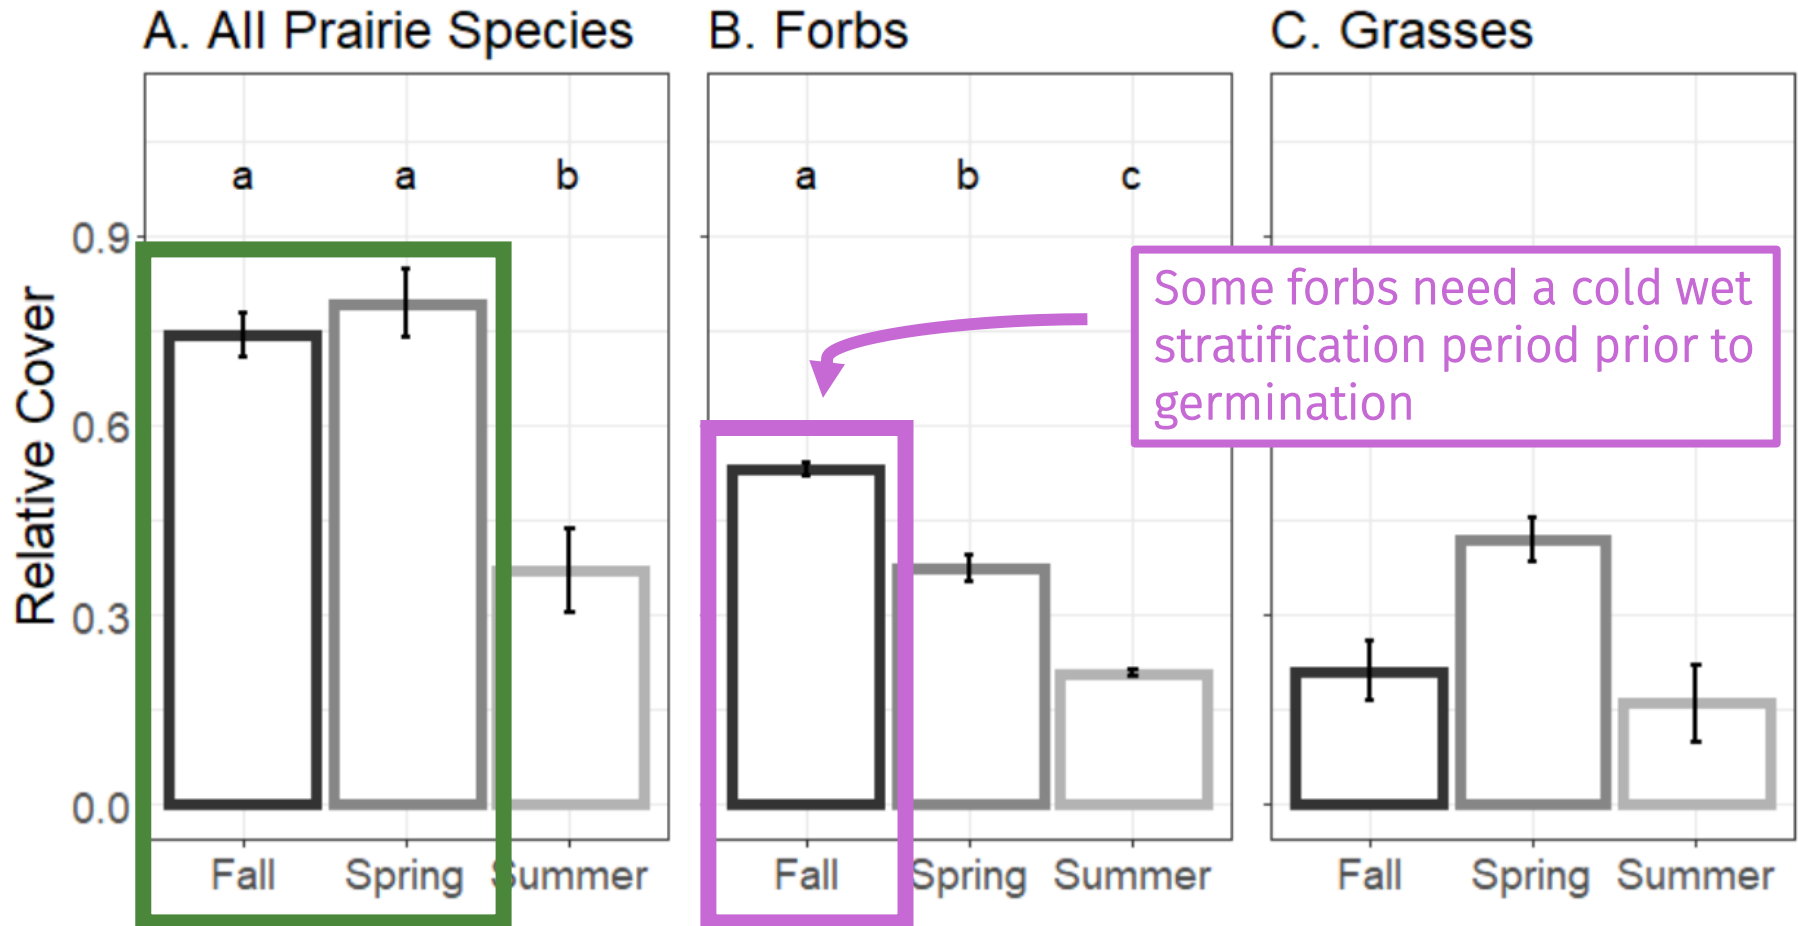 A. All Prairie Species
B. Forbs
C. Grasses
a a b
a b c
Relative Cover
0.9
0.6
0.3
0.0
Some forbs need a cold wet
stratification period prior to
germination
Fall Spring Summer
Fall Spring Summer
Fall Spring Summer